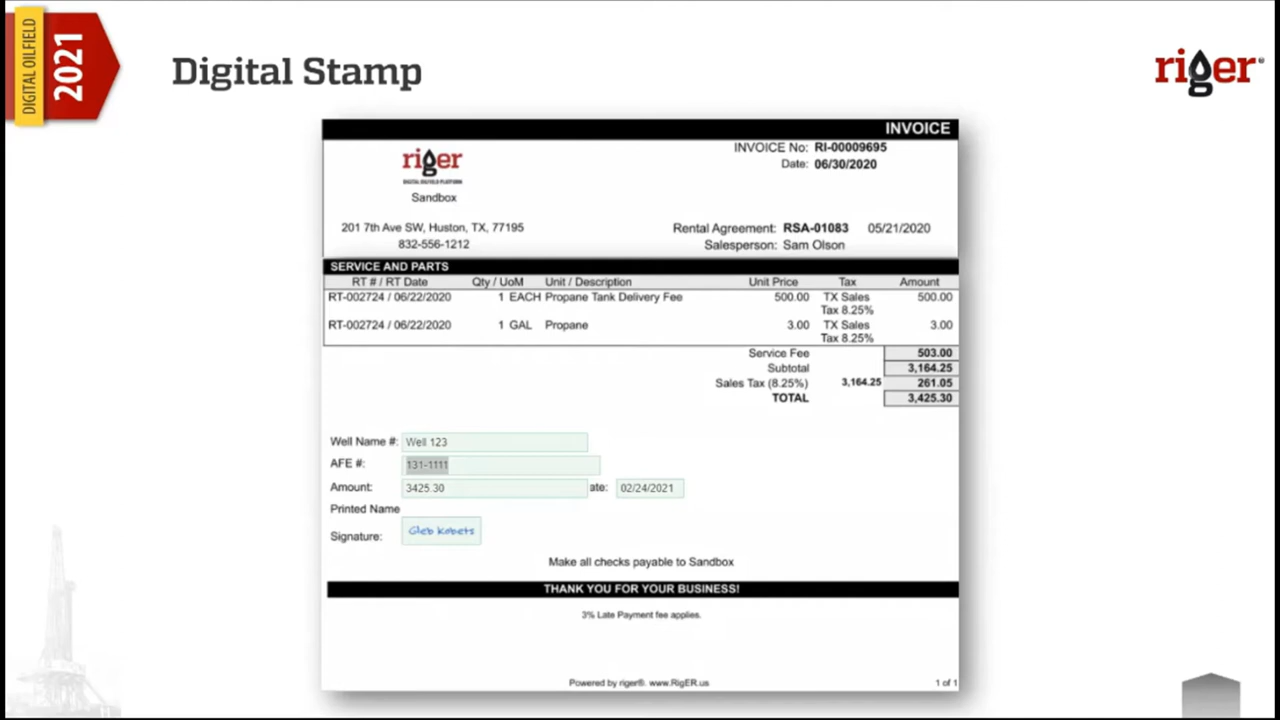 DIGITAL OILFIELD
2021
Digital Stamp
riger®
INVOICE
riger
DIGITAL OILFIELD PLATFORM
Sandbox
INVOICE No: RI-00009695
Date: 06/30/2020
201 7th Ave SW, Huston, TX, 77195
832-556-1212
Rental Agreement: RSA-01083 05/21/2020
Salesperson: Sam Olson
SERVICE AND PARTS
RT # / RT Date Qty / UoM Unit / Description Unit Price Tax Amount
RT-002724 / 06/22/2020 1 EACH Propane Tank Delivery Fee 500.00 TX Sales 500.00
Tax 8.25%
RT-002724 / 06/22/2020 1 GAL Propane 3.00 TX Sales 3.00
Tax 8.25%
Service Fee 503.00
Subtotal 3,164.25
Sales Tax (8.25%) 3,164.25 261.05
TOTAL 3,425.30
Well Name #: Well 123
AFE #: 131-1111
Amount: 3425.30 ate: 02/24/2021
Printed Name
Signature: Gleb Kobets
Make all checks payable to Sandbox
THANK YOU FOR YOUR BUSINESS!
3% Late Payment fee applies.
Powered by riger®. www.RigER.us 1 of 1